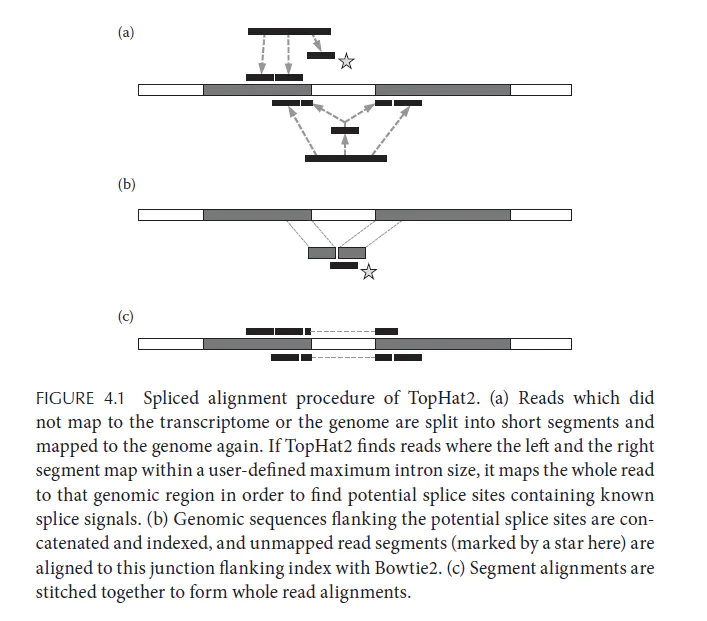 (a)
(b)
(c)
FIGURE 4.1 Spliced alignment procedure of TopHat2. (a) Reads which did
not map to the transcriptome or the genome are split into short segments and
mapped to the genome again. If TopHat2 finds reads where the left and the right
segment map within a user-defined maximum intron size, it maps the whole read
to that genomic region in order to find potential splice sites containing known
splice signals. (b) Genomic sequences flanking the potential splice sites are con-
catenated and indexed, and unmapped read segments (marked by a star here) are
aligned to this junction flanking index with Bowtie2. (c) Segment alignments are
stitched together to form whole read alignments.